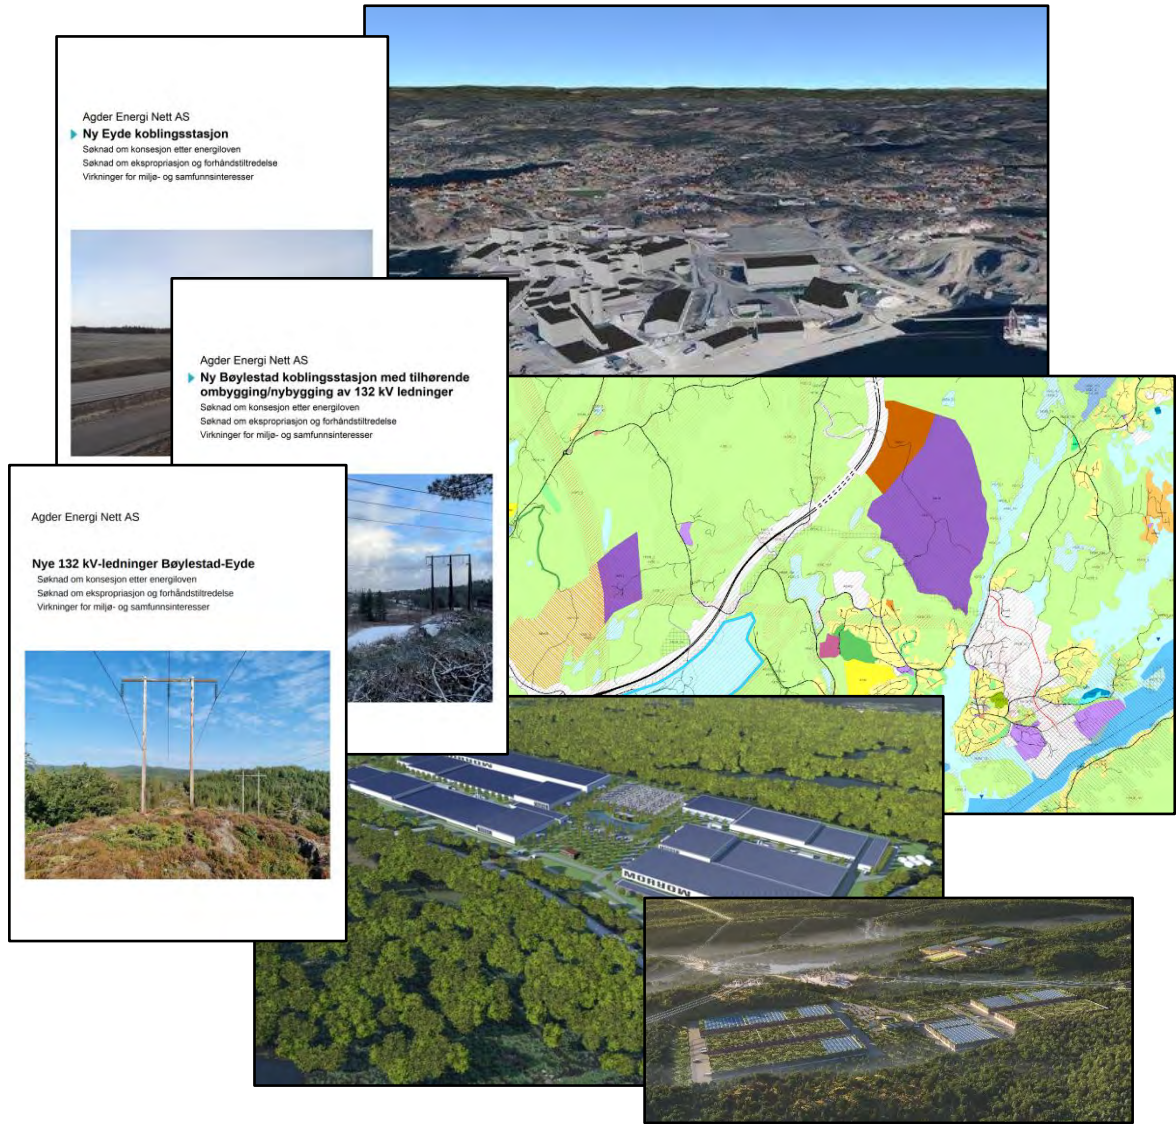 Agder Energi Nett AS
Ny Eyde koblingsstasjon
Søknad om konsesjon etter energiloven
Søknad om ekspropriasjon og forhåndstiltredelse
Virkninger for miljø- og samfunnsinteresser
Agder Energi Nett AS
Ny Bøylestad koblingsstasjon med tilhørende
ombygging/nybygging av 132 kV ledninger
Søknad om konsesjon etter energiloven
Søknad om ekspropriasjon og forhåndstiltredelse
Virkninger for miljø- og samfunnsinteresser
Agder Energi Nett AS
Nye 132 kV-ledninger Bøylestad-Eyde
Søknad om konsesjon etter energiloven
Søknad om ekspropriasjon og forhåndstiltredelse
Virkninger for miljø- og samfunnsinteresser
MORROW
MORROW